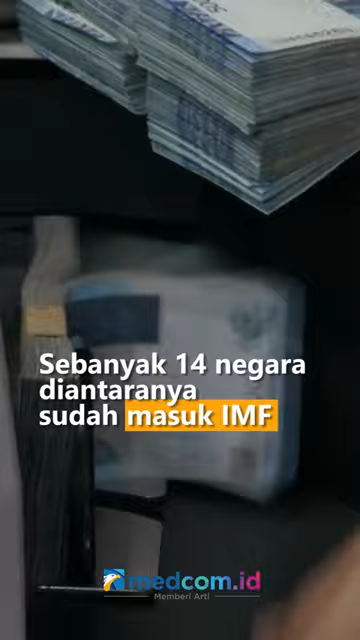 Sebanyak 14 negara
diantaranya
sudah masuk IMF
medcom.id
Memberi Arti